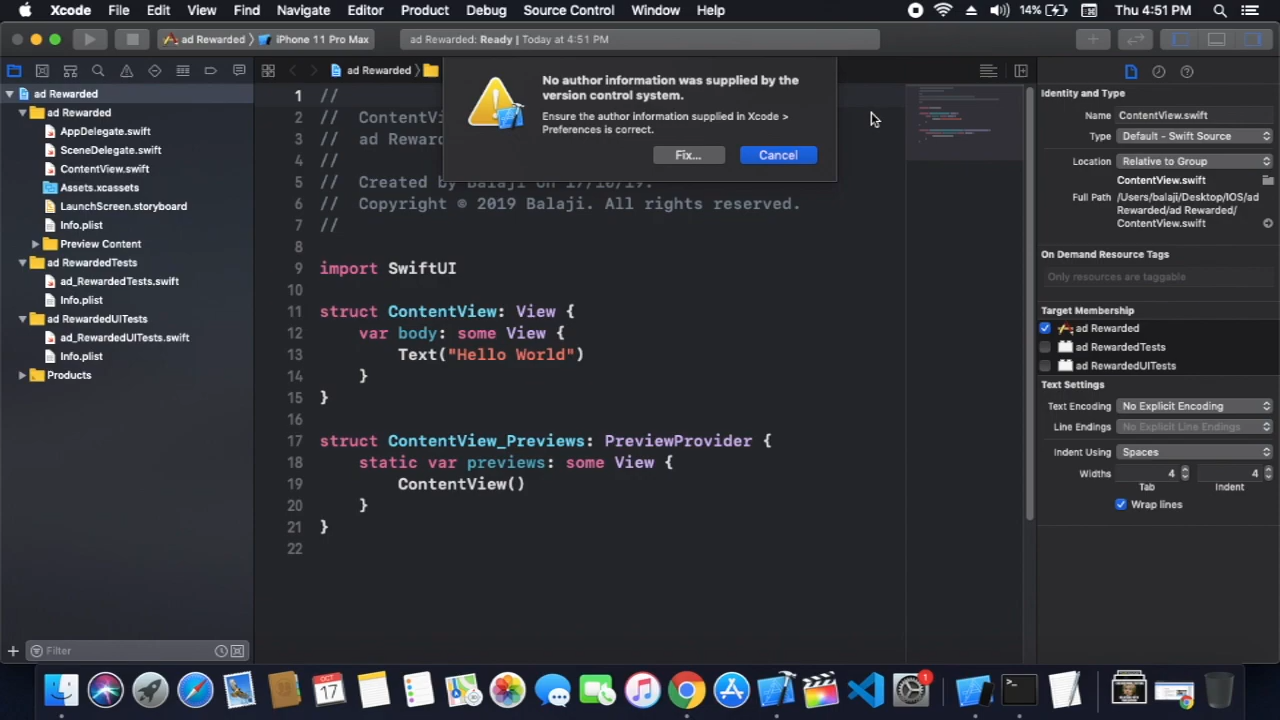 Xcode File Edit View Find Navigate Editor Product Debug Source Control Window Help 14% Thu 4:51 PM
ad Rewarded iPhone 11 Pro Max
ad Rewarded: Ready | Today at 4:51 PM
ad Rewarded
ad Rewarded
AppDelegate.swift
SceneDelegate.swift
ContentView.swift
Assets.xcassets
LaunchScreen.storyboard
Info.plist
Preview Content
ad RewardedTests
ad_RewardedTests.swift
Info.plist
ad RewardedUITests
ad_RewardedUITests.swift
Info.plist
Products
Filter
ad Rewarded
No author information was supplied by the
version control system.
Ensure the author information supplied in Xcode >
Preferences is correct.
Fix... Cancel
1 //
2 // ContentVi
3 // ad Rewar
4 //
5 // Created by Balaji on 17/10/19.
6 // Copyright © 2019 Balaji. All rights reserved.
7 //
8
9 import SwiftUI
10
11 struct ContentView: View {
12 var body: some View {
13 Text("Hello World")
14 }
15 }
16
17 struct ContentView_Previews: PreviewProvider {
18 static var previews: some View {
19 ContentView()
20 }
21 }
22
Identity and Type
Name ContentView.swift
Type Default - Swift Source
Location Relative to Group
ContentView.swift
Full Path /Users/balaji/Desktop/IOS/ad
Rewarded/ad Rewarded/
ContentView.swift
On Demand Resource Tags
Only resources are taggable
Target Membership
ad Rewarded
ad RewardedTests
ad RewardedUITests
Text Settings
Text Encoding No Explicit Encoding
Line Endings No Explicit Line Endings
Indent Using Spaces
Widths 4 4
Tab Indent
Wrap lines
OCT
17
1